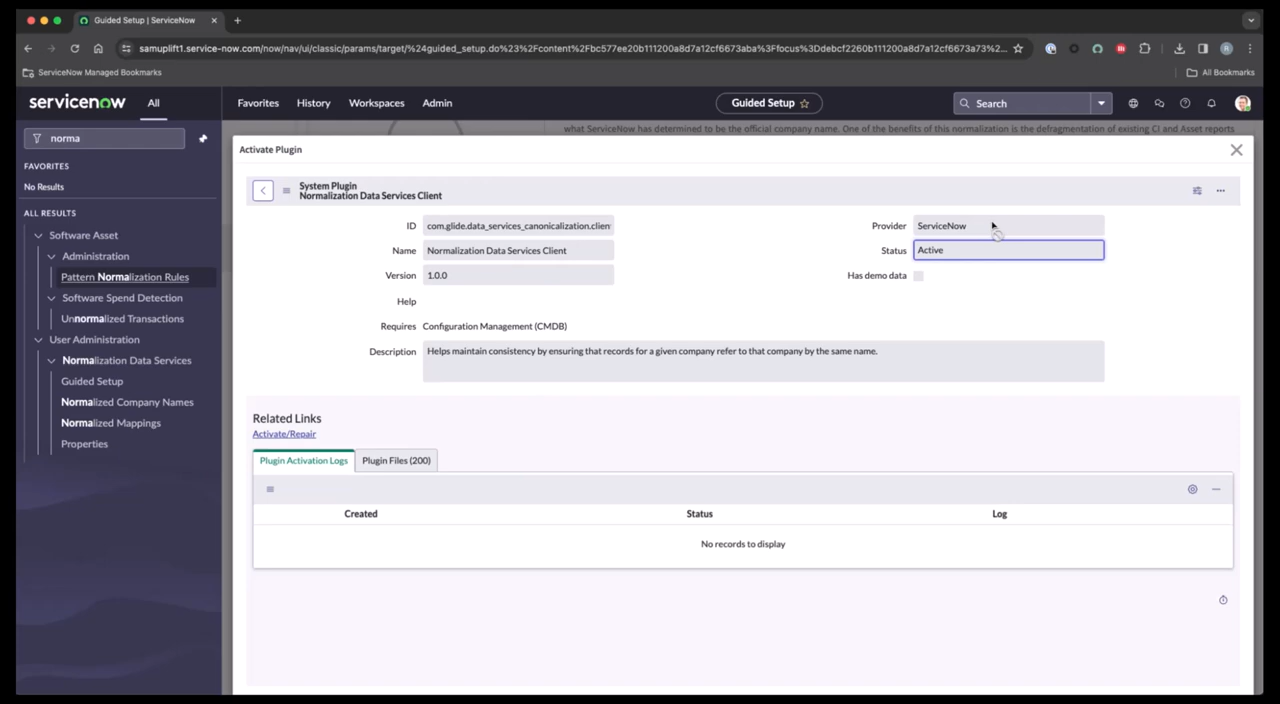 Guided Setup | ServiceNow
samuplift1.service-now.com/now/nav/ui/classic/params/target/%24guided_setup.do%23%2Fcontent%2Fbc577ee20b111200a8d7a12cf6673aba%3Ffocus%3Ddebcf2260b111200a8d7a12cf6673a73%2...
R
ServiceNow Managed Bookmarks
All Bookmarks
servicenow
All
Favorites
History
Workspaces
Admin
Guided Setup
Search
norma
FAVORITES
No Results
ALL RESULTS
Software Asset
Administration
Pattern Normalization Rules
Software Spend Detection
Unnormalized Transactions
User Administration
Normalization Data Services
Guided Setup
Normalized Company Names
Normalized Mappings
Properties
what ServiceNow has determined to be the official company name. One of the benefits of this normalization is the defragmentation of existing CI and Asset reports
Activate Plugin
System Plugin
Normalization Data Services Client
ID com.glide.data_services_canonicalization.clien
Name Normalization Data Services Client
Version 1.0.0
Help
Requires Configuration Management (CMDB)
Description Helps maintain consistency by ensuring that records for a given company refer to that company by the same name.
Provider ServiceNow
Status Active
Has demo data
Related Links
Activate/Repair
Plugin Activation Logs
Plugin Files (200)
Created
Status
Log
No records to display